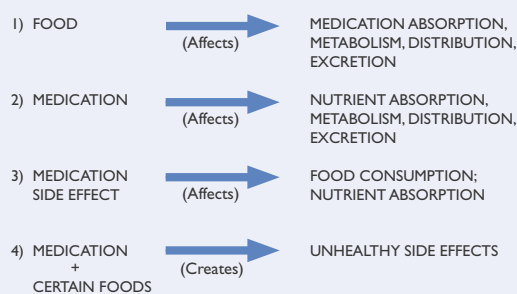 1) FOOD
(Affects)
MEDICATION ABSORPTION,
METABOLISM, DISTRIBUTION,
EXCRETION
2) MEDICATION
(Affects)
NUTRIENT ABSORPTION,
METABOLISM, DISTRIBUTION,
EXCRETION
3) MEDICATION
SIDE EFFECT
(Affects)
FOOD CONSUMPTION;
NUTRIENT ABSORPTION
4) MEDICATION
+
CERTAIN FOODS
(Creates)
UNHEALTHY SIDE EFFECTS